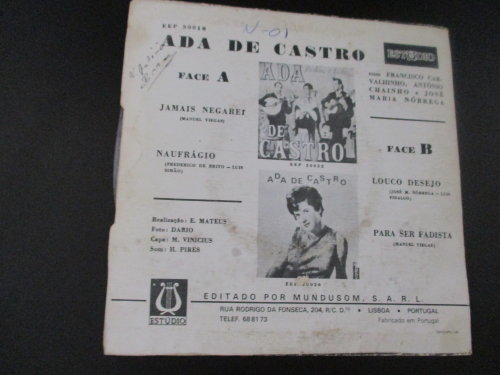 EEP 50018
V-01
ADA DE CASTRO
ESTÚDIO
com FRANCISCO CAR-
VALHINHO, ANTÓNIO
CHAINHO e JOSÉ
MARIA NÓBREGA
FACE A
JAMAIS NEGAREI
(MANUEL VIEGAS)
NAUFRÁGIO
(FREDERICO DE BRITO — LUIS
SIMÃO)
ADA
DE
CASTRO
FACE B
LOUCO DESEJO
(JOSÉ M. NÓBREGA — LUIS
FIDALGO)
PARA SER FADISTA
(MANUEL VIEGAS)
ADA DE CASTRO
Realização: E. MATEUS
Foto: DARIO
Capa: M. VINICIUS
Som: H. PIRES
ESTÚDIO
EDITADO POR MUNDUSOM, S. A. R. L.
RUA RODRIGO DA FONSECA, 204, R/C. D.to • LISBOA • PORTUGAL
TELEF. 68 81 73
Fabricado em Portugal